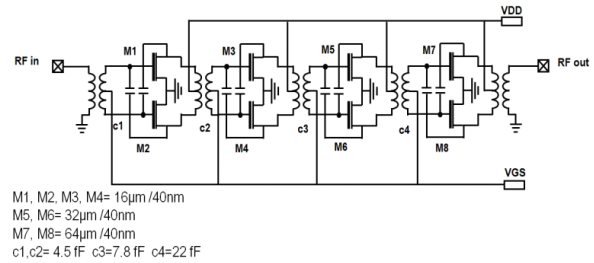 VDD
M1 M3 M5 M7
RF in RF out
c1 c2 c3 c4
M2 M4 M6 M8
VGS
M1, M2, M3, M4= 16µm /40nm
M5, M6= 32µm /40nm
M7, M8= 64µm /40nm
c1,c2= 4.5 fF c3=7.8 fF c4=22 fF